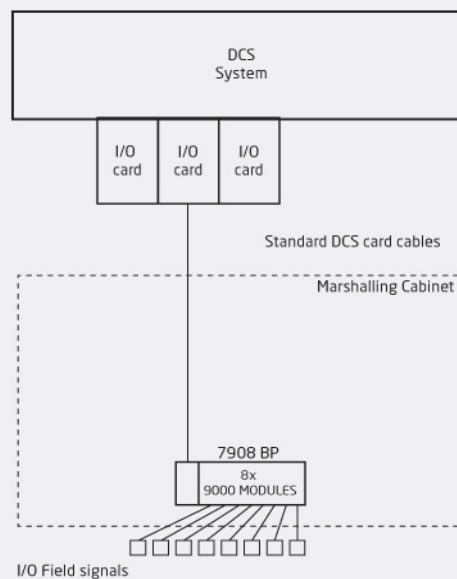 DCS
System
I/O
card
I/O
card
I/O
card
Standard DCS card cables
Marshalling Cabinet
7908 BP
8x
9000 MODULES
I/O Field signals